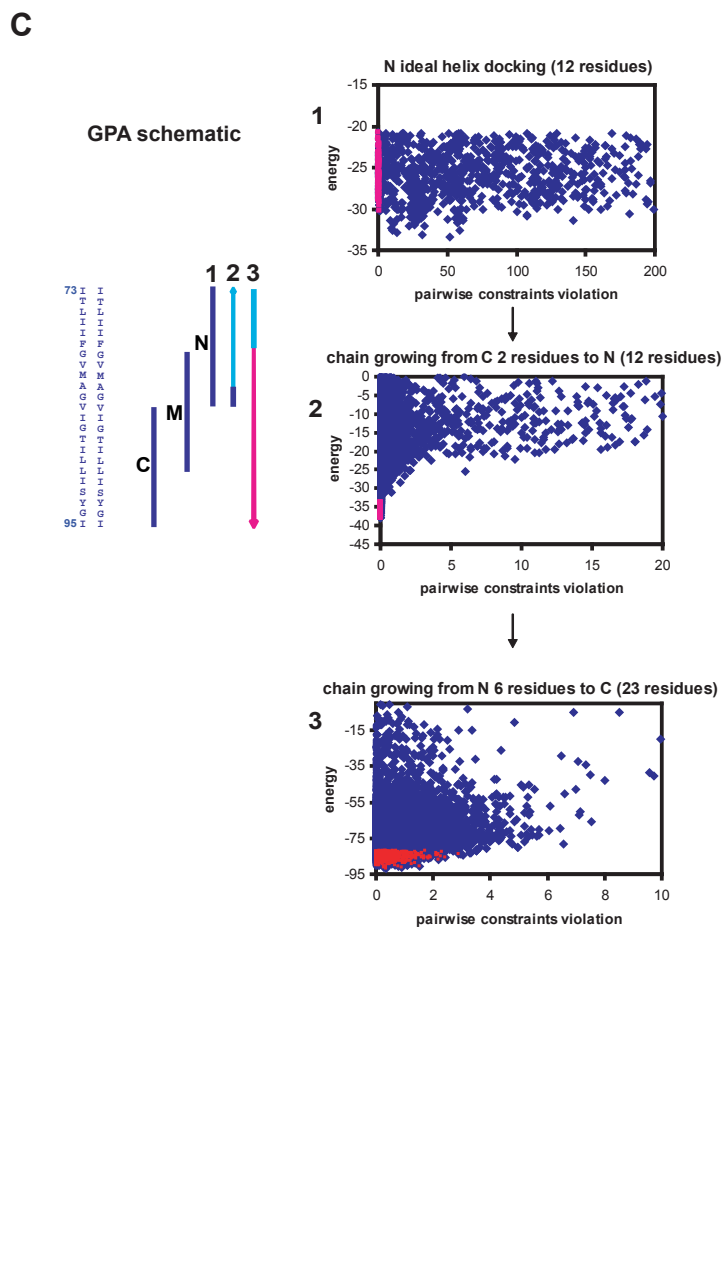 C
GPA schematic
1 2 3
N
M
C
73 I I
T T
L L
I I
I I
F F
G G
V V
M M
A A
G G
V V
I I
G G
T T
I I
L L
L L
I I
S S
Y Y
G G
95 I I
1
N ideal helix docking (12 residues)
energy
-15
-20
-25
-30
-35
0 50 100 150 200
pairwise constraints violation
2
chain growing from C 2 residues to N (12 residues)
energy
0
-5
-10
-15
-20
-25
-30
-35
-40
-45
0 5 10 15 20
pairwise constraints violation
3
chain growing from N 6 residues to C (23 residues)
energy
-15
-35
-55
-75
-95
0 2 4 6 8 10
pairwise constraints violation